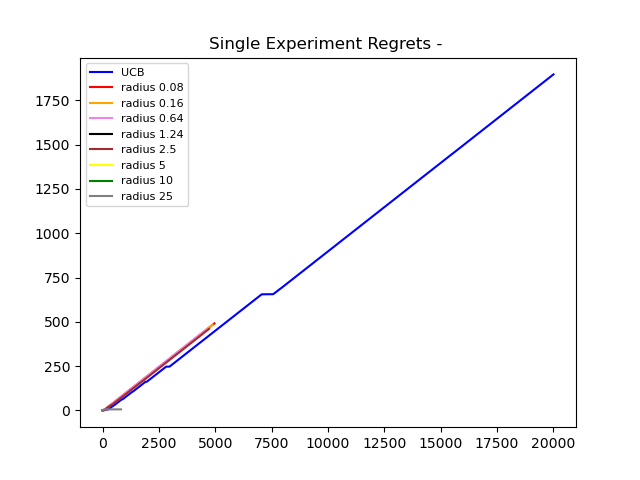 Single Experiment Regrets -
UCB
radius 0.08
radius 0.16
radius 0.64
radius 1.24
radius 2.5
radius 5
radius 10
radius 25
1750
1500
1250
1000
750
500
250
0
0 2500 5000 7500 10000 12500 15000 17500 20000